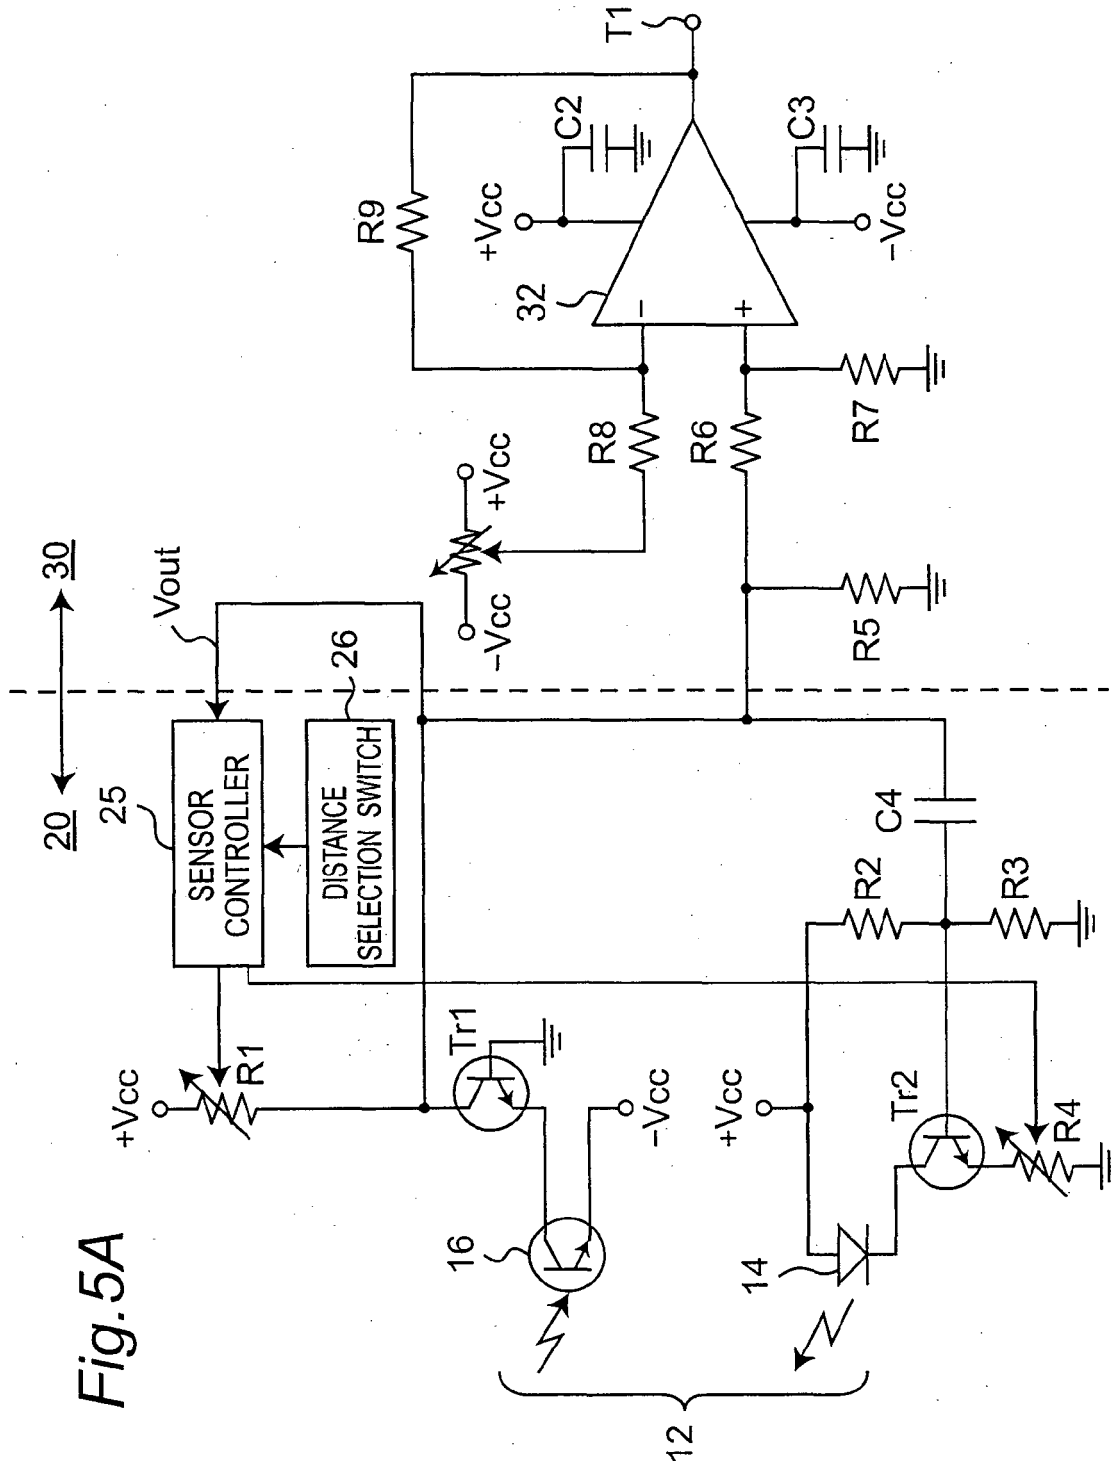 Fig.5A
20
30
Vout
25
SENSOR
CONTROLLER
26
DISTANCE
SELECTION SWITCH
+Vcc
R1
Tr1
16
−Vcc
12
14
+Vcc
Tr2
R4
R2
R3
C4
−Vcc
+Vcc
R5
R6
R7
R8
R9
32
−
+
+Vcc
C2
C3
−Vcc
T1